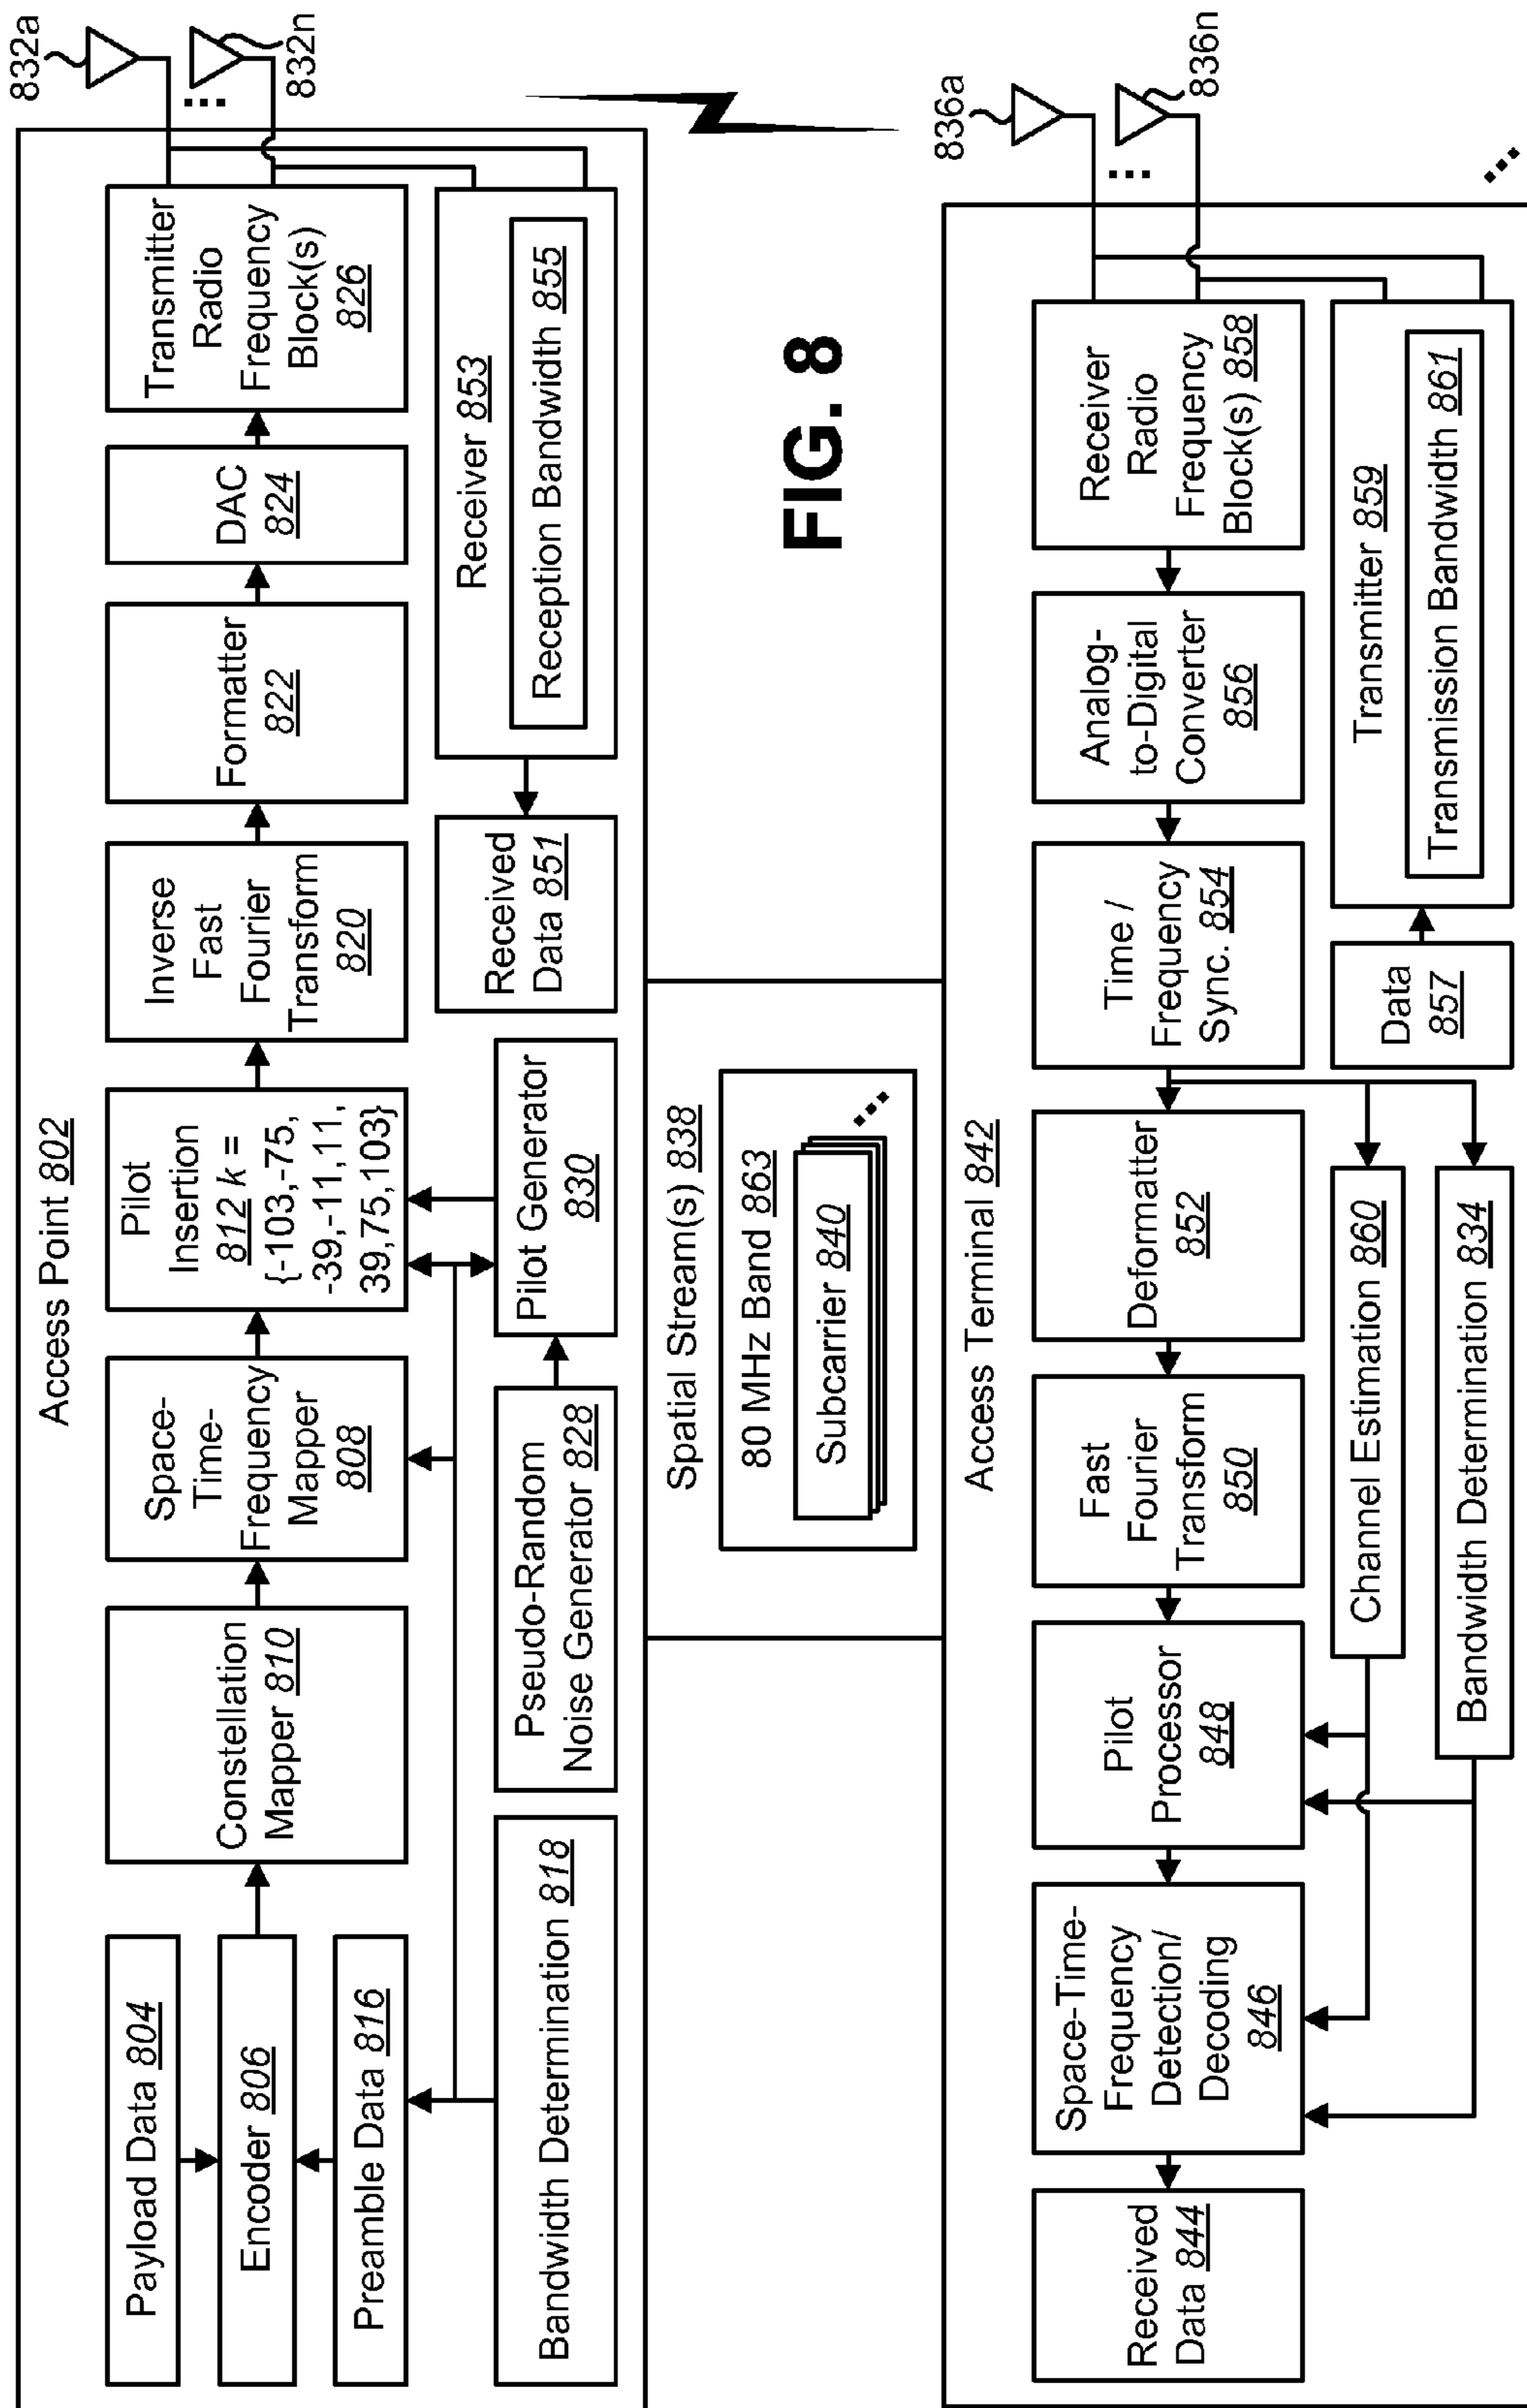 Access Point 802
Payload Data 804
Encoder 806
Preamble Data 816
Bandwidth Determination 818
Constellation
Mapper 810
Space-
Time-
Frequency
Mapper
808
Pilot
Insertion
812 k =
{-103,-75,
-39,-11,11,
39,75,103}
Inverse
Fast
Fourier
Transform
820
Formatter
822
DAC
824
Transmitter
Radio
Frequency
Block(s)
826
832a
832n
Pseudo-Random
Noise Generator 828
Pilot Generator
830
Received
Data 851
Receiver 853
Reception Bandwidth 855
Spatial Stream(s) 838
80 MHz Band 863
Subcarrier 840
FIG. 8
Access Terminal 842
Received
Data 844
Space-Time-
Frequency
Detection/
Decoding
846
Pilot
Processor
848
Fast
Fourier
Transform
850
Deformatter
852
Time /
Frequency
Sync. 854
Analog-
to-Digital
Converter
856
Receiver
Radio
Frequency
Block(s) 858
836a
836n
Channel Estimation 860
Bandwidth Determination 834
Data
857
Transmitter 859
Transmission Bandwidth 861